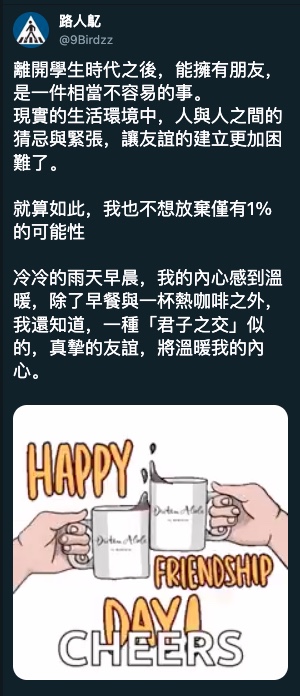 路人鳦
@9Birdzz
離開學生時代之後，能擁有朋友，
是一件相當不容易的事。
現實的生活環境中，人與人之間的
猜忌與緊張，讓友誼的建立更加困
難了。
就算如此，我也不想放棄僅有1%
的可能性
冷冷的雨天早晨，我的內心感到溫
暖，除了早餐與一杯熱咖啡之外，
我還知道，一種「君子之交」似
的，真摯的友誼，將溫暖我的內
心。
HAPPY
FRIENDSHIP
DAY!
CHEERS